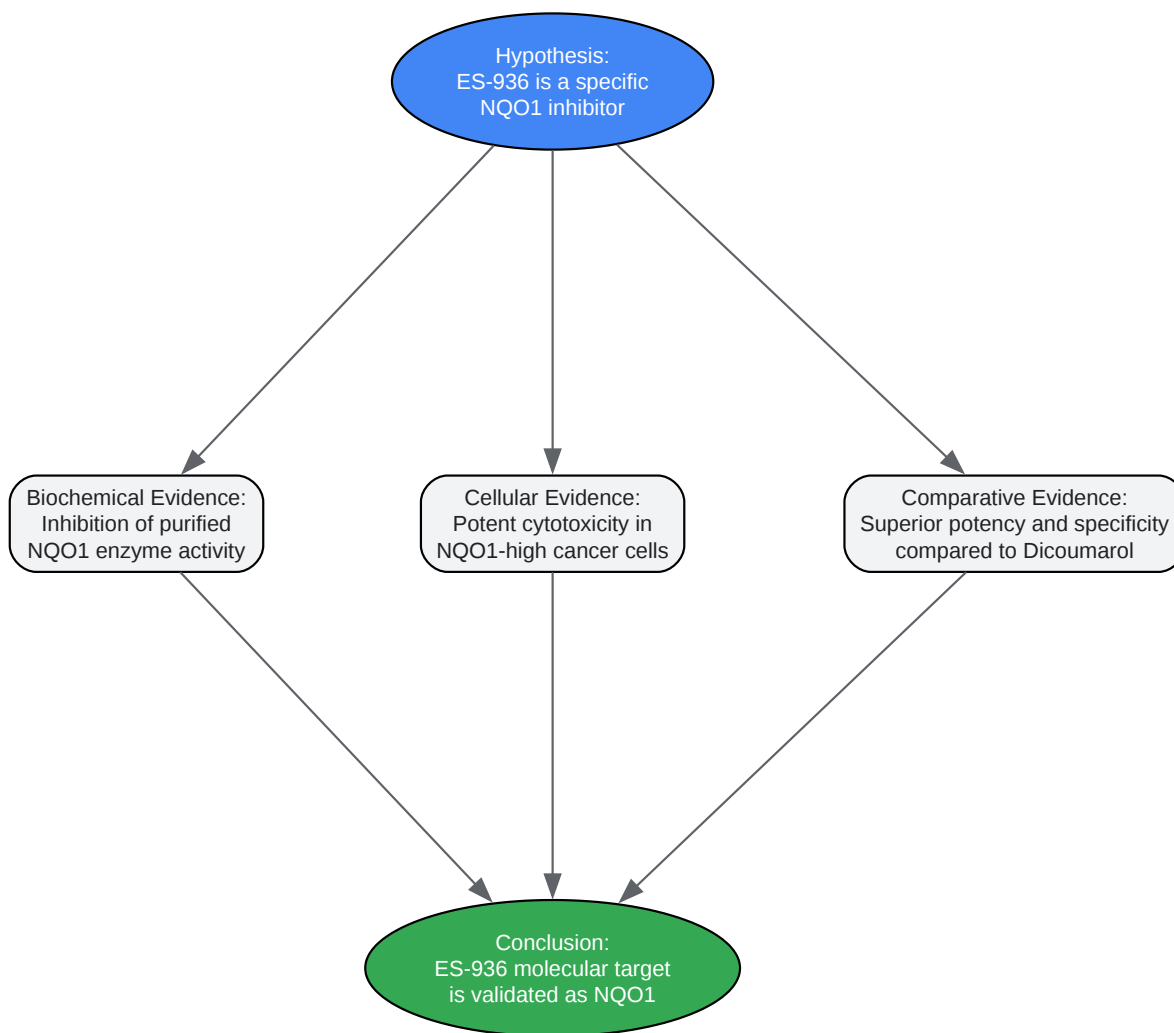 Hypothesis:
ES-936 is a specific
NQO1 inhibitor
Biochemical Evidence:
Inhibition of purified
NQO1 enzyme activity
Cellular Evidence:
Potent cytotoxicity in
NQO1-high cancer cells
Comparative Evidence:
Superior potency and specificity
compared to Dicoumarol
Conclusion:
ES-936 molecular target
is validated as NQO1